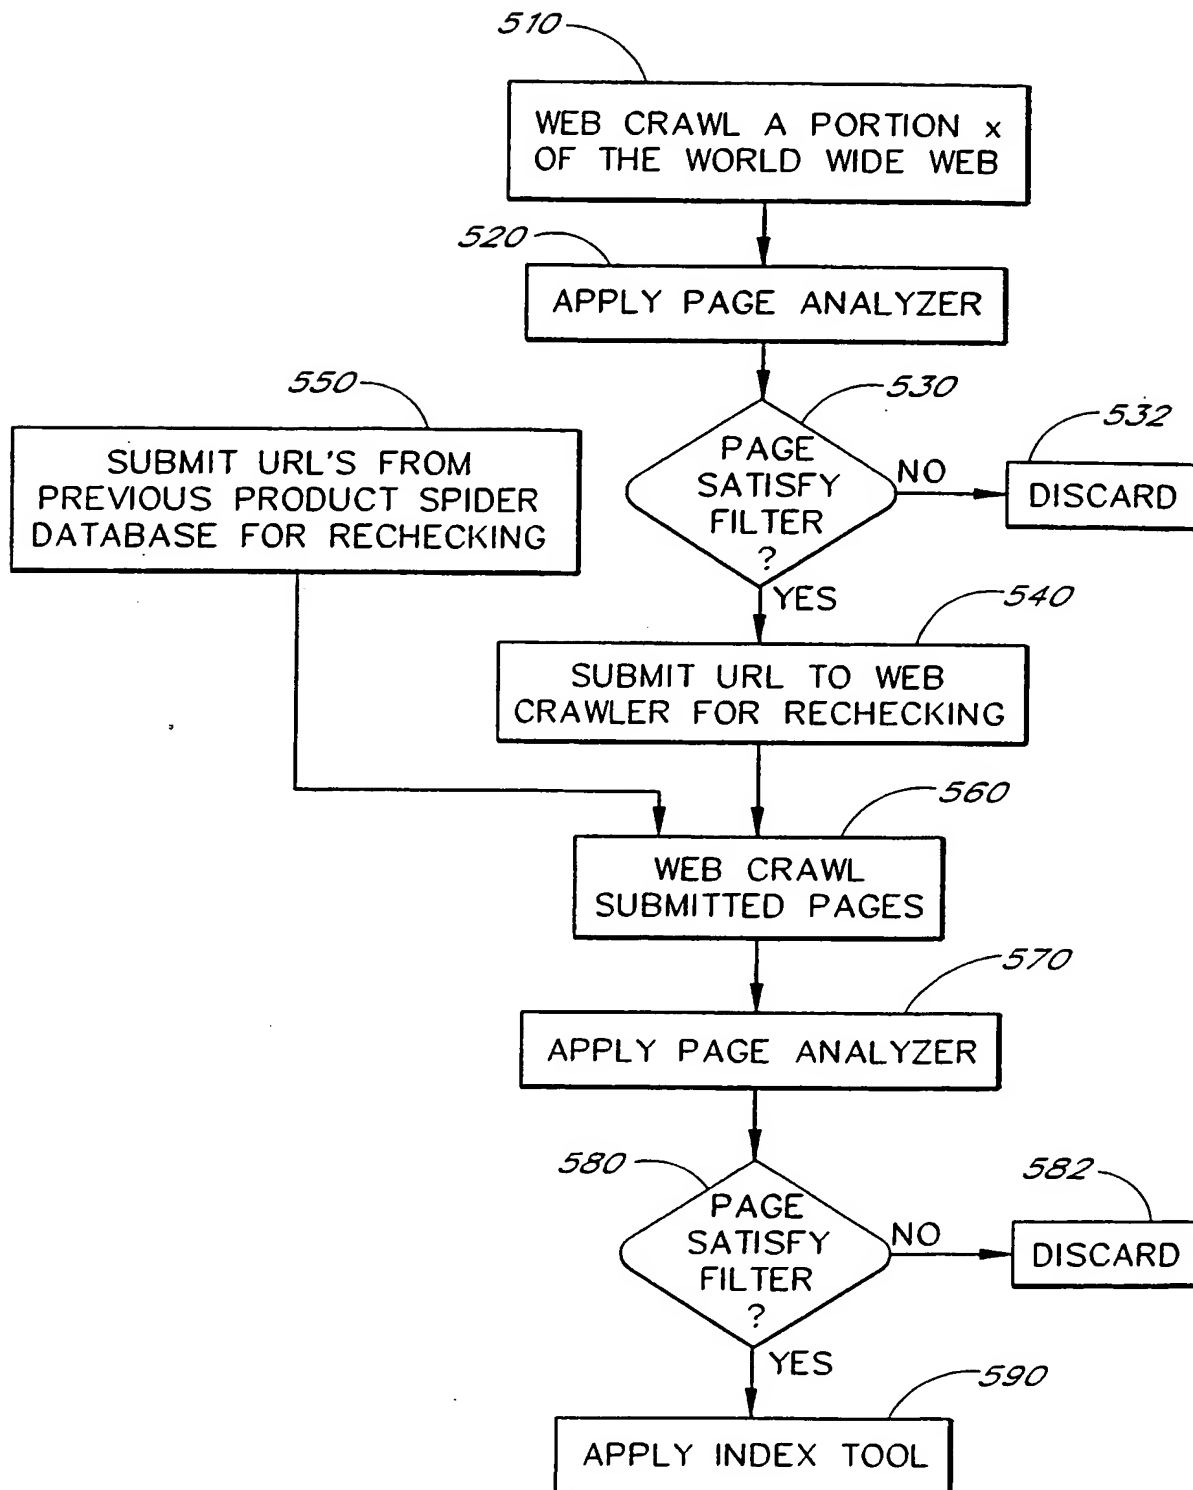 510
WEB CRAWL A PORTION x
OF THE WORLD WIDE WEB
520
APPLY PAGE ANALYZER
550
SUBMIT URL'S FROM
PREVIOUS PRODUCT SPIDER
DATABASE FOR RECHECKING
530
PAGE
SATISFY
FILTER
?
NO
532
DISCARD
YES
540
SUBMIT URL TO WEB
CRAWLER FOR RECHECKING
560
WEB CRAWL
SUBMITTED PAGES
570
APPLY PAGE ANALYZER
580
PAGE
SATISFY
FILTER
?
NO
582
DISCARD
YES
590
APPLY INDEX TOOL